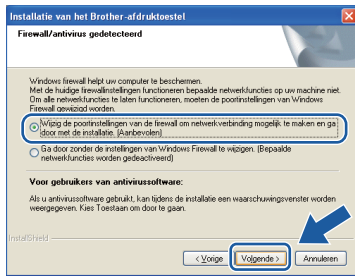 Installatie van het Brother-afdruktoestel
Firewall/antivirus gedetecteerd
Windows firewall helpt uw computer te beschermen.
Met de huidige firewallinstellingen functioneren bepaalde netwerkfuncties op uw machine niet.
Om alle netwerkfuncties te laten functioneren, moeten de poortinstellingen van Windows
Firewall gewijzigd worden.
Wijzig de poortinstellingen van de firewall om netwerkverbinding mogelijk te maken en ga
door met de installatie. (Aanbevolen)
Ga door zonder de instellingen van Windows Firewall te wijzigen. (Bepaalde
netwerkfuncties worden gedeactiveerd)
Voor gebruikers van antivirussoftware:
Als u antivirussoftware gebruikt, kan tijdens de installatie een waarschuwingsvenster worden
weergegeven. Kies Toestaan om door te gaan.
InstallShield
< Vorige
Volgende >
Annuleren